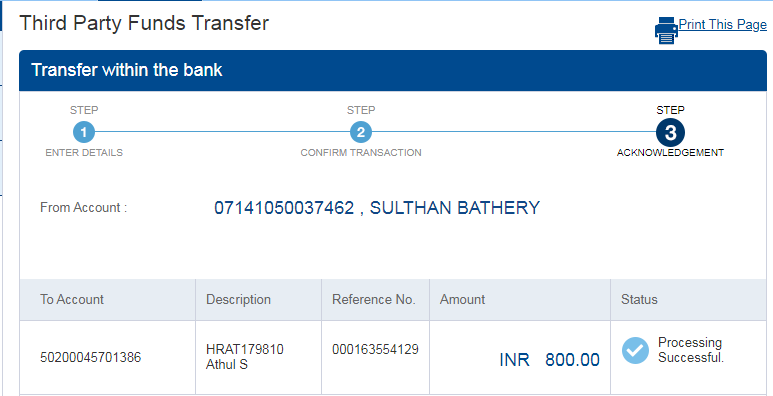 Third Party Funds Transfer
Print This Page
Transfer within the bank
STEP STEP STEP
1 2 3
ENTER DETAILS CONFIRM TRANSACTION ACKNOWLEDGEMENT
From Account : 07141050037462 , SULTHAN BATHERY
To Account Description Reference No. Amount Status
50200045701386
HRAT179810
Athul S
000163554129
INR 800.00
Processing
Successful.